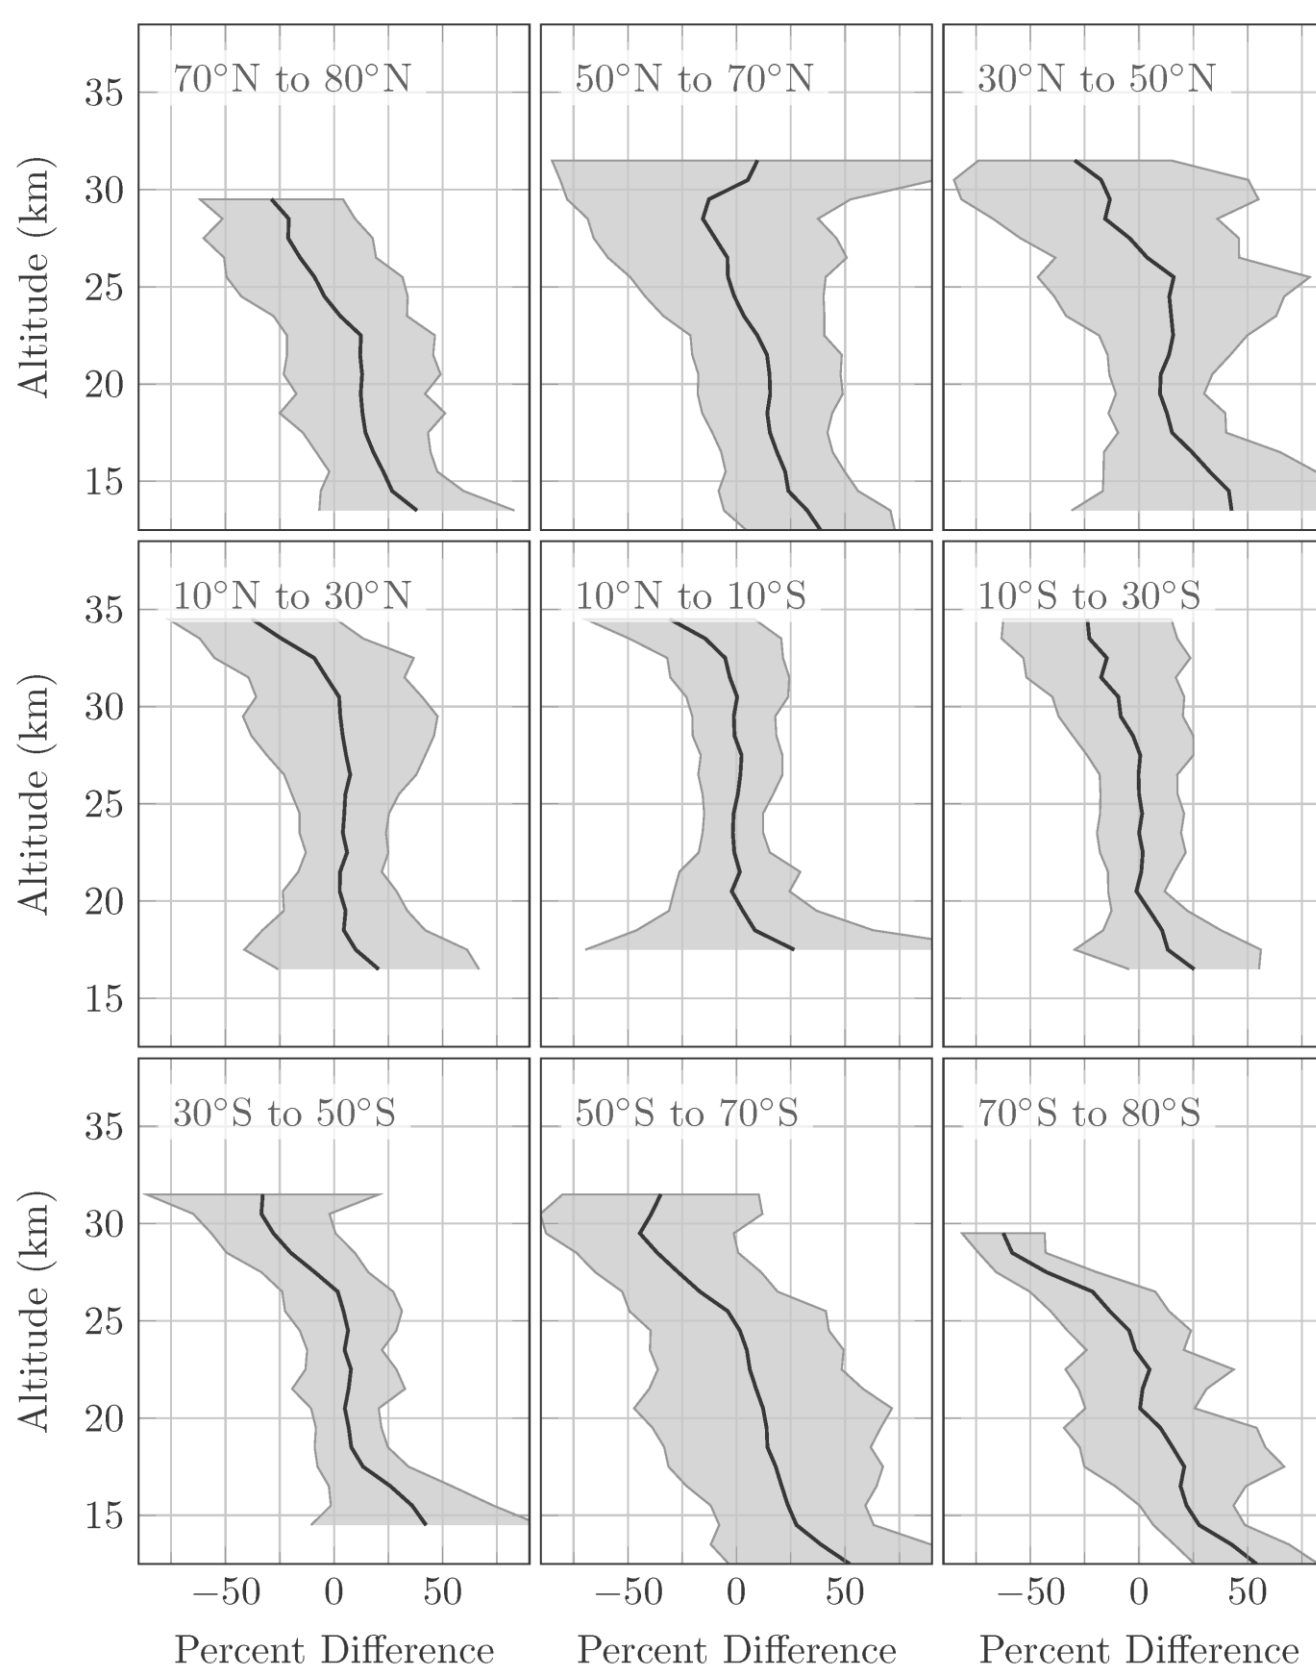 70°N to 80°N
50°N to 70°N
30°N to 50°N
35
30
25
20
15
Altitude (km)
10°N to 30°N
10°N to 10°S
10°S to 30°S
35
30
25
20
15
Altitude (km)
30°S to 50°S
50°S to 70°S
70°S to 80°S
35
30
25
20
15
Altitude (km)
−50 0 50
−50 0 50
−50 0 50
Percent Difference
Percent Difference
Percent Difference